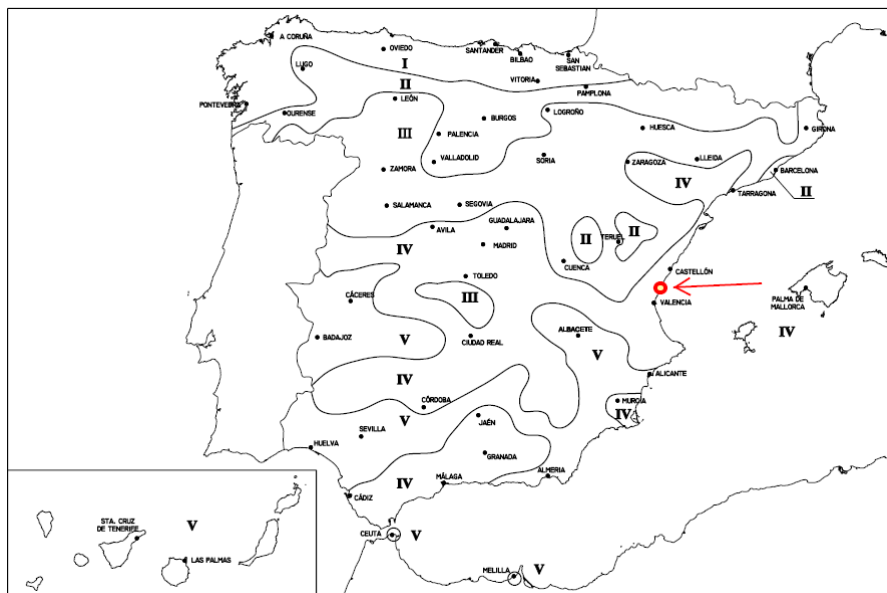 A CORUÑA
OVIEDO
SANTANDER
BILBAO
SAN
SEBASTIAN
LUGO
I
VITORIA
PAMPLONA
II
PONTEVEDRA
OURENSE
LEÓN
BURGOS
LOGROÑO
HUESCA
GIRONA
III
PALENCIA
VALLADOLID
SORIA
ZARAGOZA
LLEIDA
BARCELONA
ZAMORA
IV
TARRAGONA
II
SALAMANCA
SEGOVIA
AVILA
GUADALAJARA
IV
MADRID
II
TERUEL
II
CUENCA
CASTELLÓN
TOLEDO
VALENCIA
PALMA DE
MALLORCA
IV
CÁCERES
III
BADAJOZ
V
CIUDAD REAL
ALBACETE
V
ALICANTE
IV
CÓRDOBA
MURCIA
IV
V
SEVILLA
JAÉN
HUELVA
GRANADA
IV
MÁLAGA
ALMERIA
CÁDIZ
STA. CRUZ
DE TENERIFE
V
LAS PALMAS
CEUTA
V
MELILLA
V